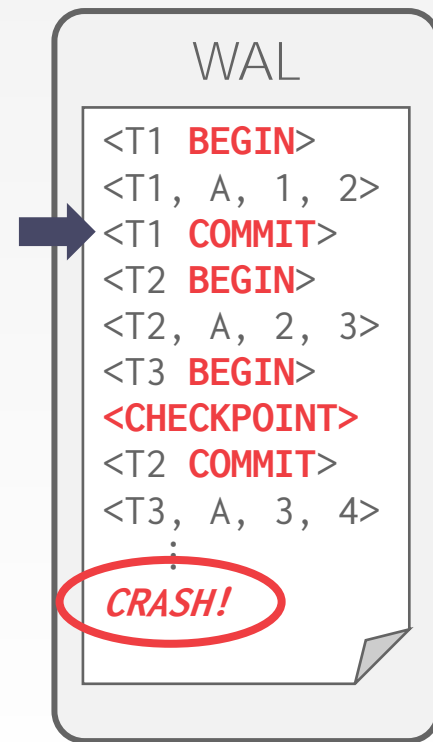 WAL
<T1 BEGIN>
<T1, A, 1, 2>
<T1 COMMIT>
<T2 BEGIN>
<T2, A, 2, 3>
<T3 BEGIN>
<CHECKPOINT>
<T2 COMMIT>
<T3, A, 3, 4>
⋮
CRASH!